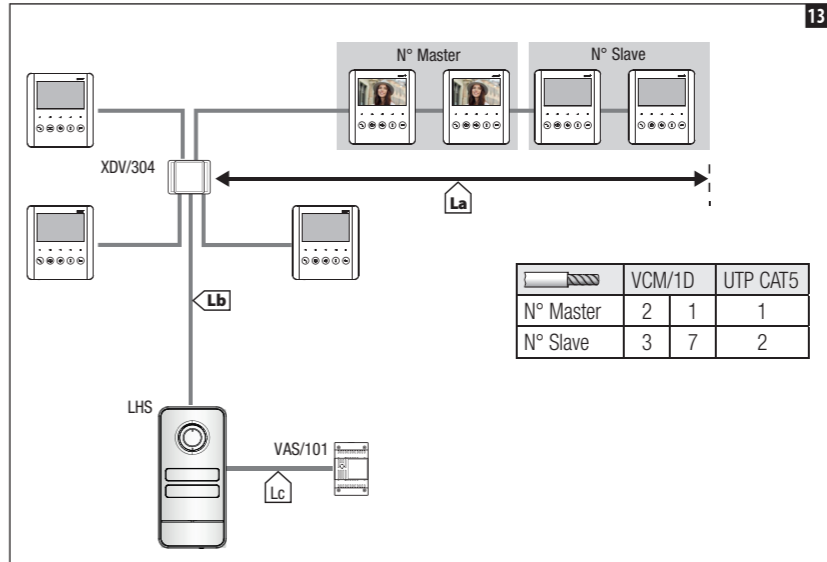 13
N° Master
N° Slave
XDV/304
La
Lb
VCM/1D UTP CAT5
N° Master 2 1 1
N° Slave 3 7 2
LHS
VAS/101
Lc